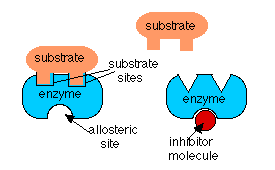 substrate
substrate
substrate
sites
enzyme
enzyme
allosteric
site
inhibitor
molecule